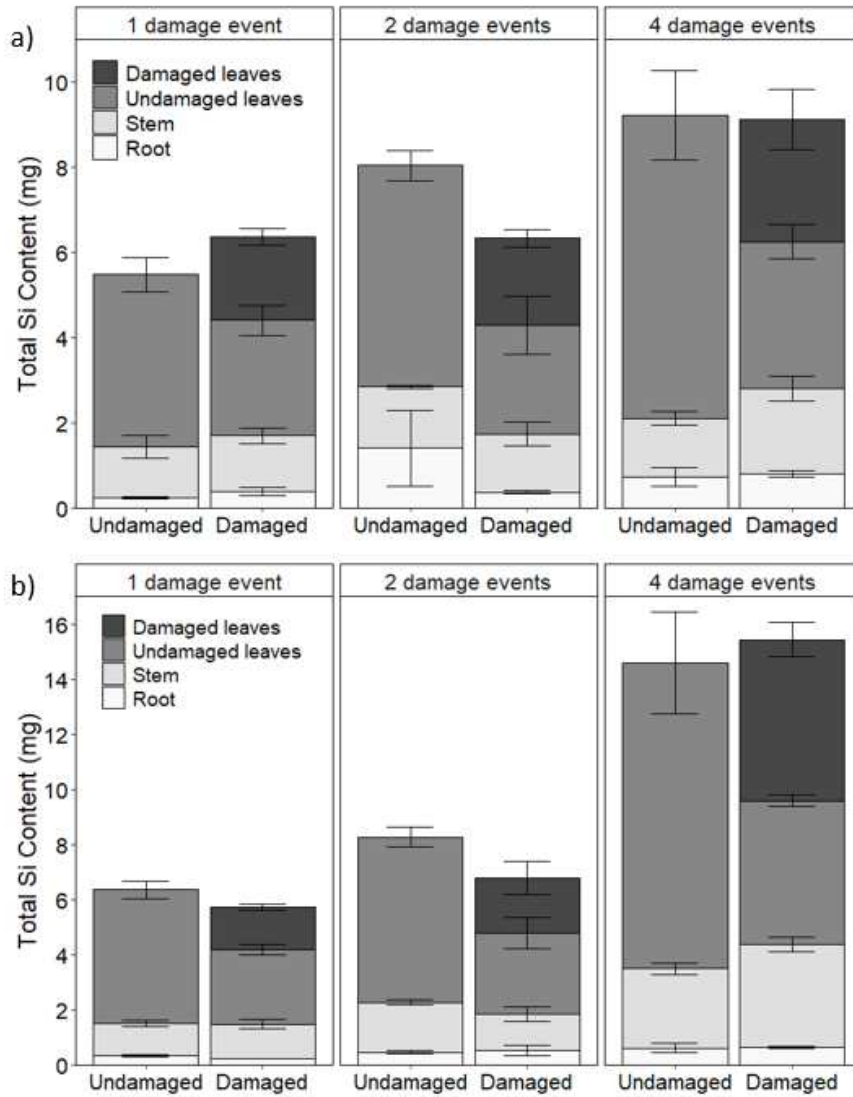 a)
1 damage event
2 damage events
4 damage events
Damaged leaves
Undamaged leaves
Stem
Root
Total Si Content (mg)
10
8
6
4
2
0
Undamaged Damaged
Undamaged Damaged
Undamaged Damaged
b)
1 damage event
2 damage events
4 damage events
Damaged leaves
Undamaged leaves
Stem
Root
Total Si Content (mg)
16
14
12
10
8
6
4
2
0
Undamaged Damaged
Undamaged Damaged
Undamaged Damaged